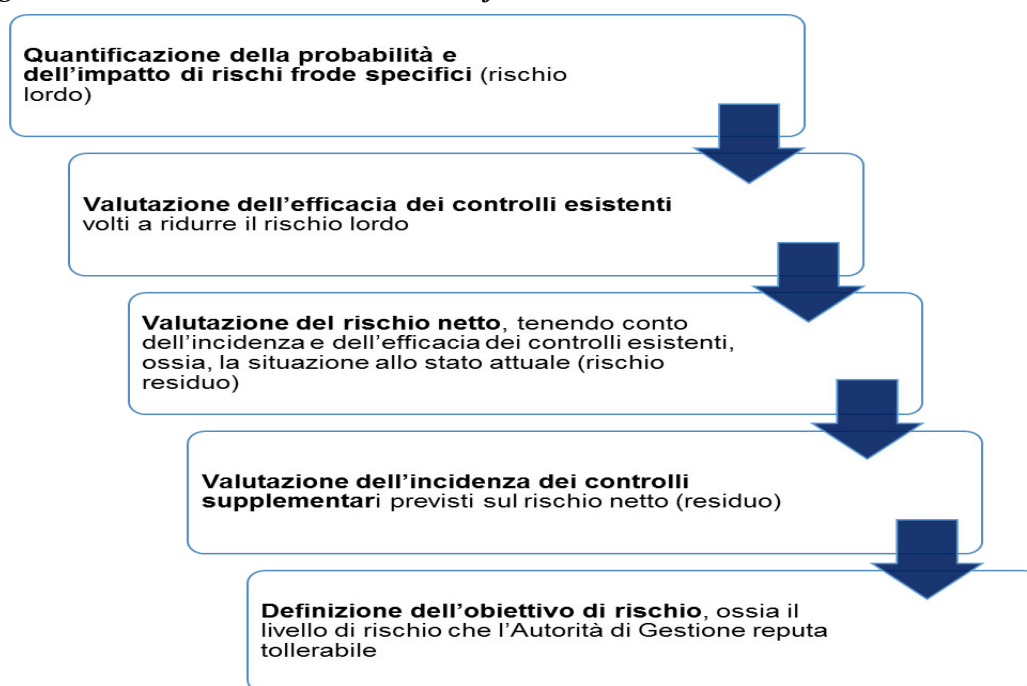 Quantificazione della probabilità e
dell'impatto di rischi frode specifici (rischio
lordo)
Valutazione dell'efficacia dei controlli esistenti
volti a ridurre il rischio lordo
Valutazione del rischio netto, tenendo conto
dell'incidenza e dell'efficacia dei controlli esistenti,
ossia, la situazione allo stato attuale (rischio
residuo)
Valutazione dell'incidenza dei controlli
supplementari previsti sul rischio netto (residuo)
Definizione dell'obiettivo di rischio, ossia il
livello di rischio che l'Autorità di Gestione reputa
tollerabile